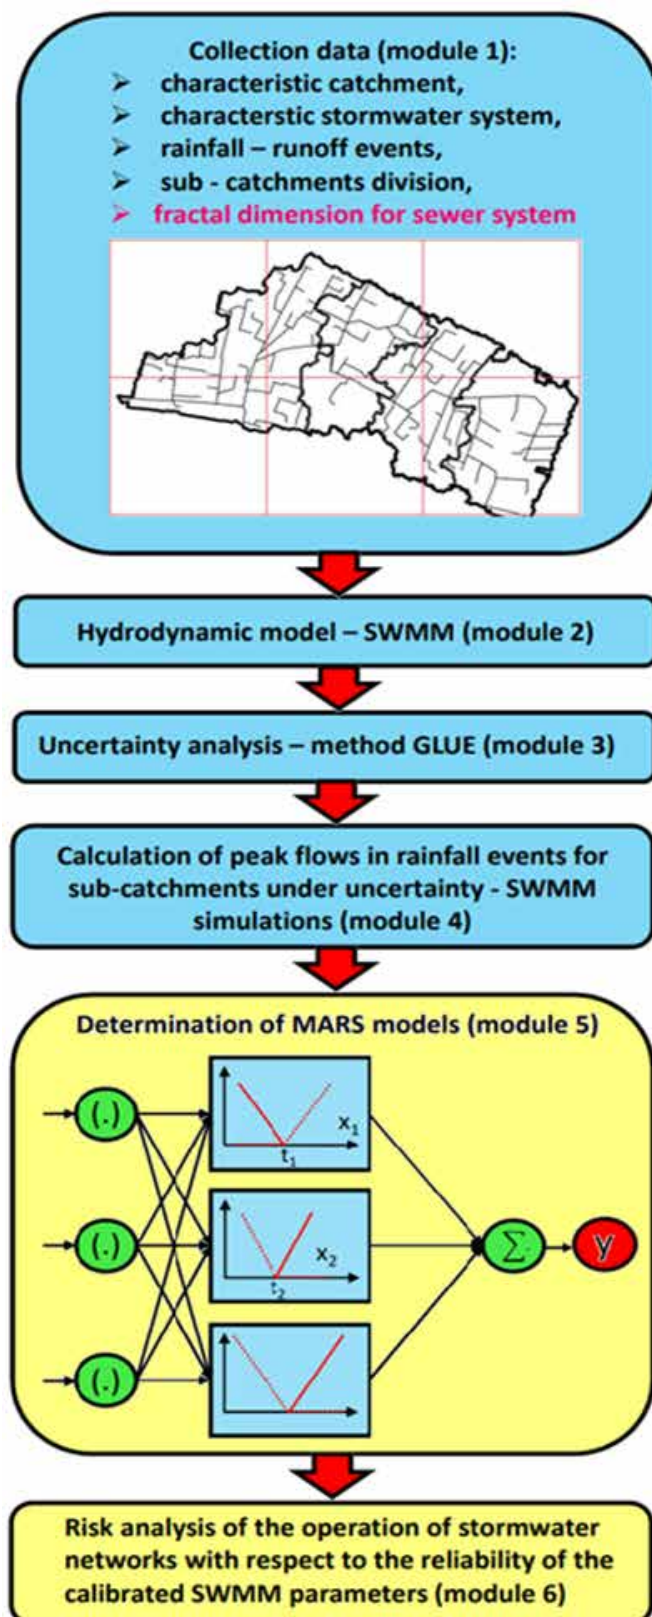 Collection data (module 1):
➢ characteristic catchment,
➢ characterstic stormwater system,
➢ rainfall – runoff events,
➢ sub - catchments division,
➢ fractal dimension for sewer system
Hydrodynamic model – SWMM (module 2)
Uncertainty analysis – method GLUE (module 3)
Calculation of peak flows in rainfall events for
sub-catchments under uncertainty - SWMM
simulations (module 4)
Determination of MARS models (module 5)
(.)
x₁
t₁
(.)
x₂
t₂
∑
y
(.)
Risk analysis of the operation of stormwater
networks with respect to the reliability of the
calibrated SWMM parameters (module 6)